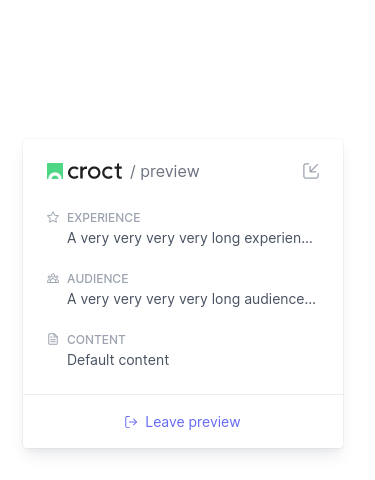 croct / preview
EXPERIENCE
A very very very very long experien...
AUDIENCE
A very very very very long audience...
CONTENT
Default content
Leave preview